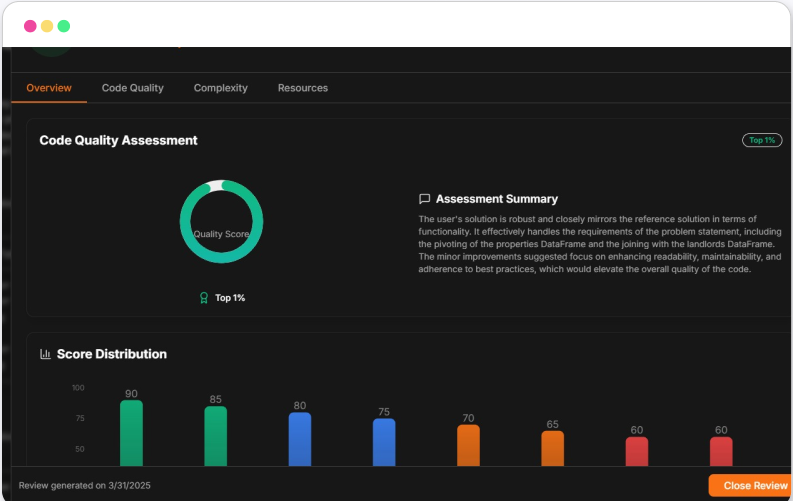 Overview Code Quality Complexity Resources
Code Quality Assessment
Top 1%
Quality Score
Top 1%
Assessment Summary
The user's solution is robust and closely mirrors the reference solution in terms of
functionality. It effectively handles the requirements of the problem statement, including
the pivoting of the properties DataFrame and the joining with the landlords DataFrame.
The minor improvements suggested focus on enhancing readability, maintainability, and
adherence to best practices, which would elevate the overall quality of the code.
Score Distribution
100
75
50
90
85
80
75
70
65
60
60
Review generated on 3/31/2025
Close Review